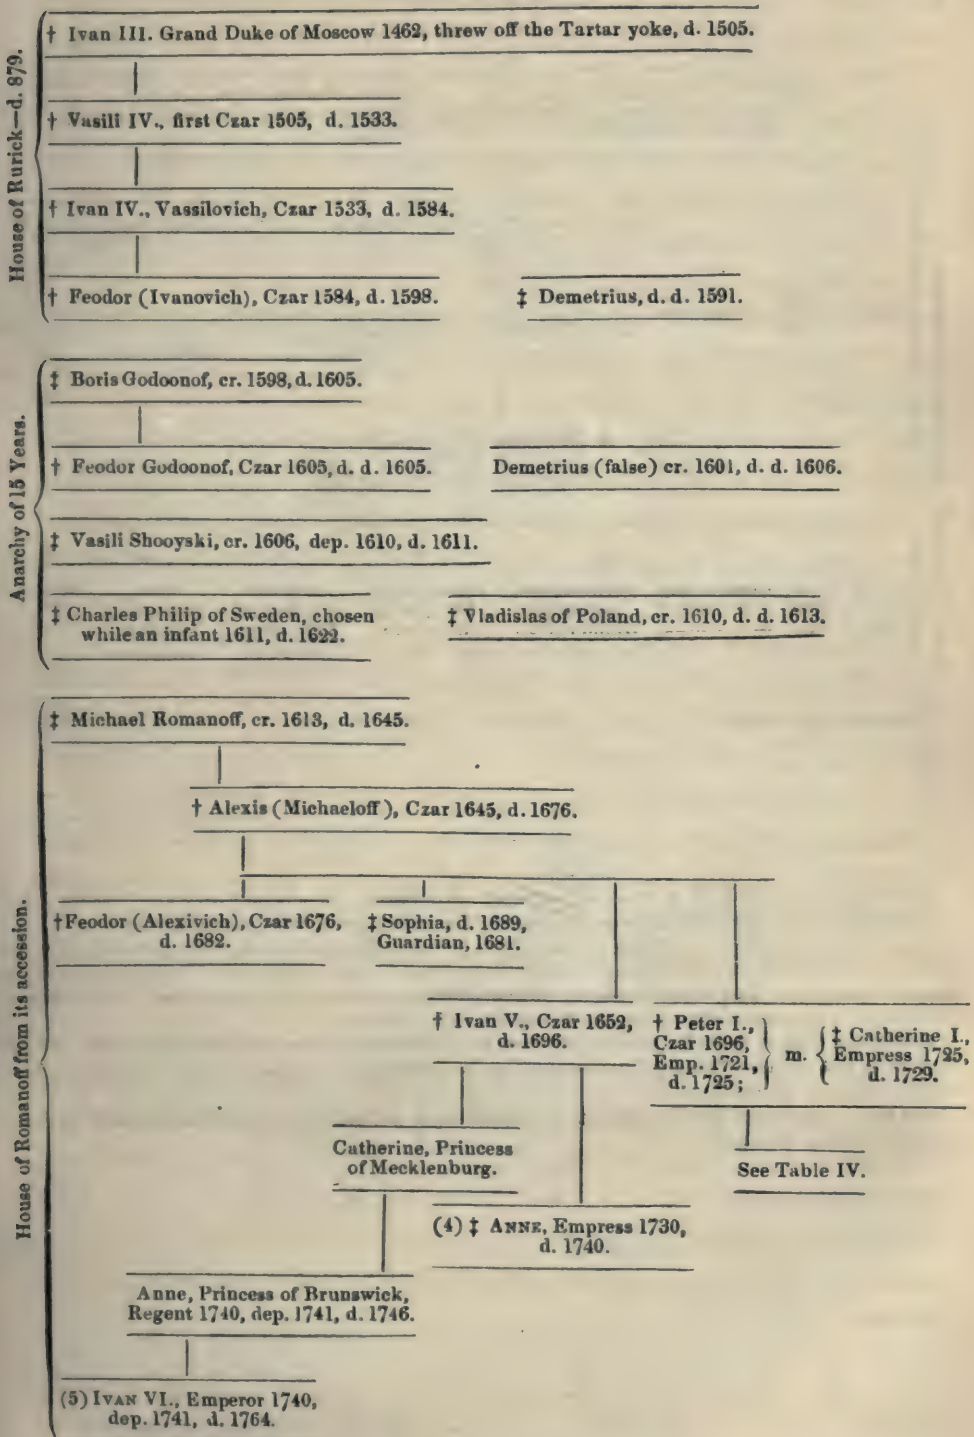 House of Rurick—d. 879.
† Ivan III. Grand Duke of Moscow 1462, threw off the Tartar yoke, d. 1505.
† Vasili IV., first Czar 1505, d. 1533.
† Ivan IV., Vassilovich, Czar 1533, d. 1584.
† Feodor (Ivanovich), Czar 1584, d. 1598.
‡ Demetrius, d. d. 1591.
Anarchy of 15 Years.
‡ Boris Godoonof, cr. 1598, d. 1605.
† Feodor Godoonof, Czar 1605, d. d. 1605.
Demetrius (false) cr. 1601, d. d. 1606.
‡ Vasili Shooyski, cr. 1606, dep. 1610, d. 1611.
‡ Charles Philip of Sweden, chosen
while an infant 1611, d. 1622.
‡ Vladislas of Poland, cr. 1610, d. d. 1613.
House of Romanoff from its accession.
‡ Michael Romanoff, cr. 1613, d. 1645.
† Alexis (Michaeloff), Czar 1645, d. 1676.
†Feodor (Alexivich), Czar 1676,
d. 1682.
‡ Sophia, d. 1689,
Guardian, 1681.
† Ivan V., Czar 1652,
d. 1696.
† Peter I.,
Czar 1696,
Emp. 1721,
d. 1725;
m.
‡ Catherine I.,
Empress 1725,
d. 1729.
Catherine, Princess
of Mecklenburg.
See Table IV.
(4) ‡ ANNE, Empress 1730,
d. 1740.
Anne, Princess of Brunswick,
Regent 1740, dep. 1741, d. 1746.
(5) IVAN VI., Emperor 1740,
dep. 1741, d. 1764.